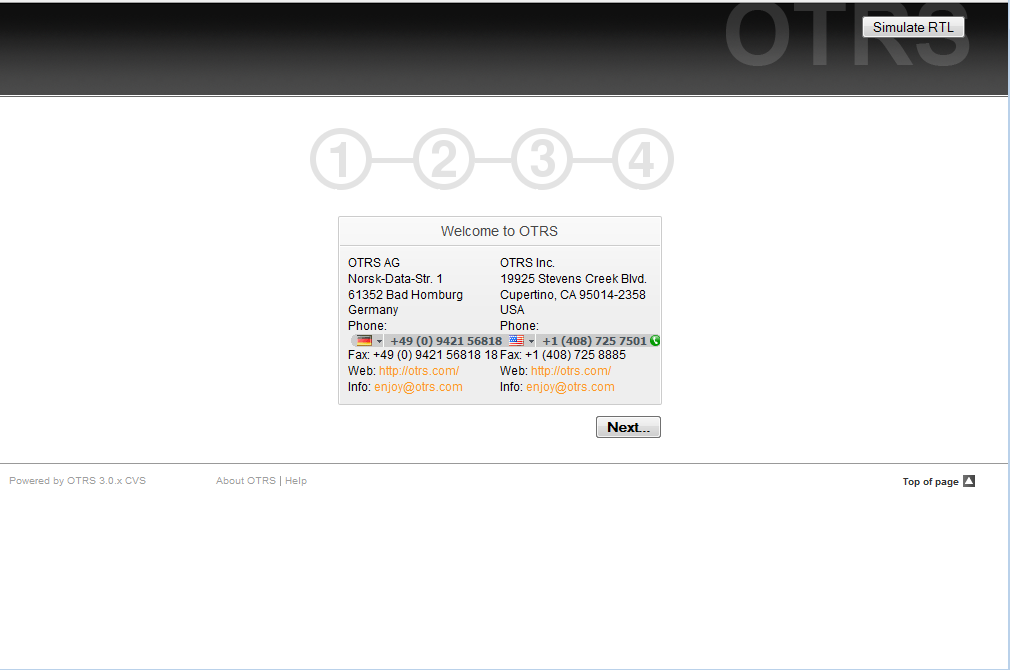 OTRS
Simulate RTL
1 2 3 4
Welcome to OTRS
OTRS AG
Norsk-Data-Str. 1
61352 Bad Homburg
Germany
Phone:
+49 (0) 9421 56818
Fax: +49 (0) 9421 56818 18
Web: http://otrs.com/
Info: enjoy@otrs.com
OTRS Inc.
19925 Stevens Creek Blvd.
Cupertino, CA 95014-2358
USA
Phone:
+1 (408) 725 7501
Fax: +1 (408) 725 8885
Web: http://otrs.com/
Info: enjoy@otrs.com
Next...
Powered by OTRS 3.0.x CVS
About OTRS | Help
Top of page